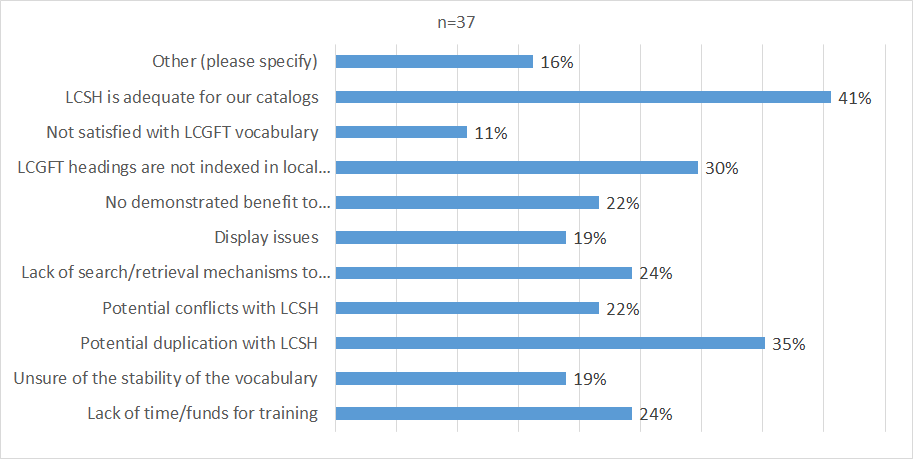 n=37
Other (please specify) 16%
LCSH is adequate for our catalogs 41%
Not satisfied with LCGFT vocabulary 11%
LCGFT headings are not indexed in local... 30%
No demonstrated benefit to... 22%
Display issues 19%
Lack of search/retrieval mechanisms to... 24%
Potential conflicts with LCSH 22%
Potential duplication with LCSH 35%
Unsure of the stability of the vocabulary 19%
Lack of time/funds for training 24%